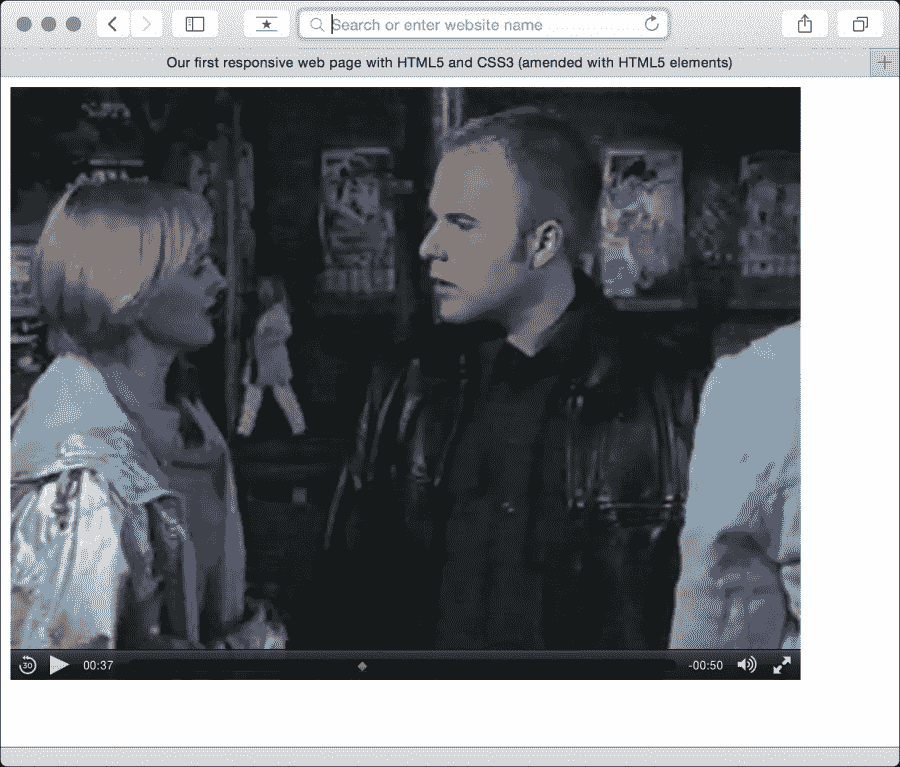 Search or enter website name
Our first responsive web page with HTML5 and CSS3 (amended with HTML5 elements)
30
00:37
-00:50